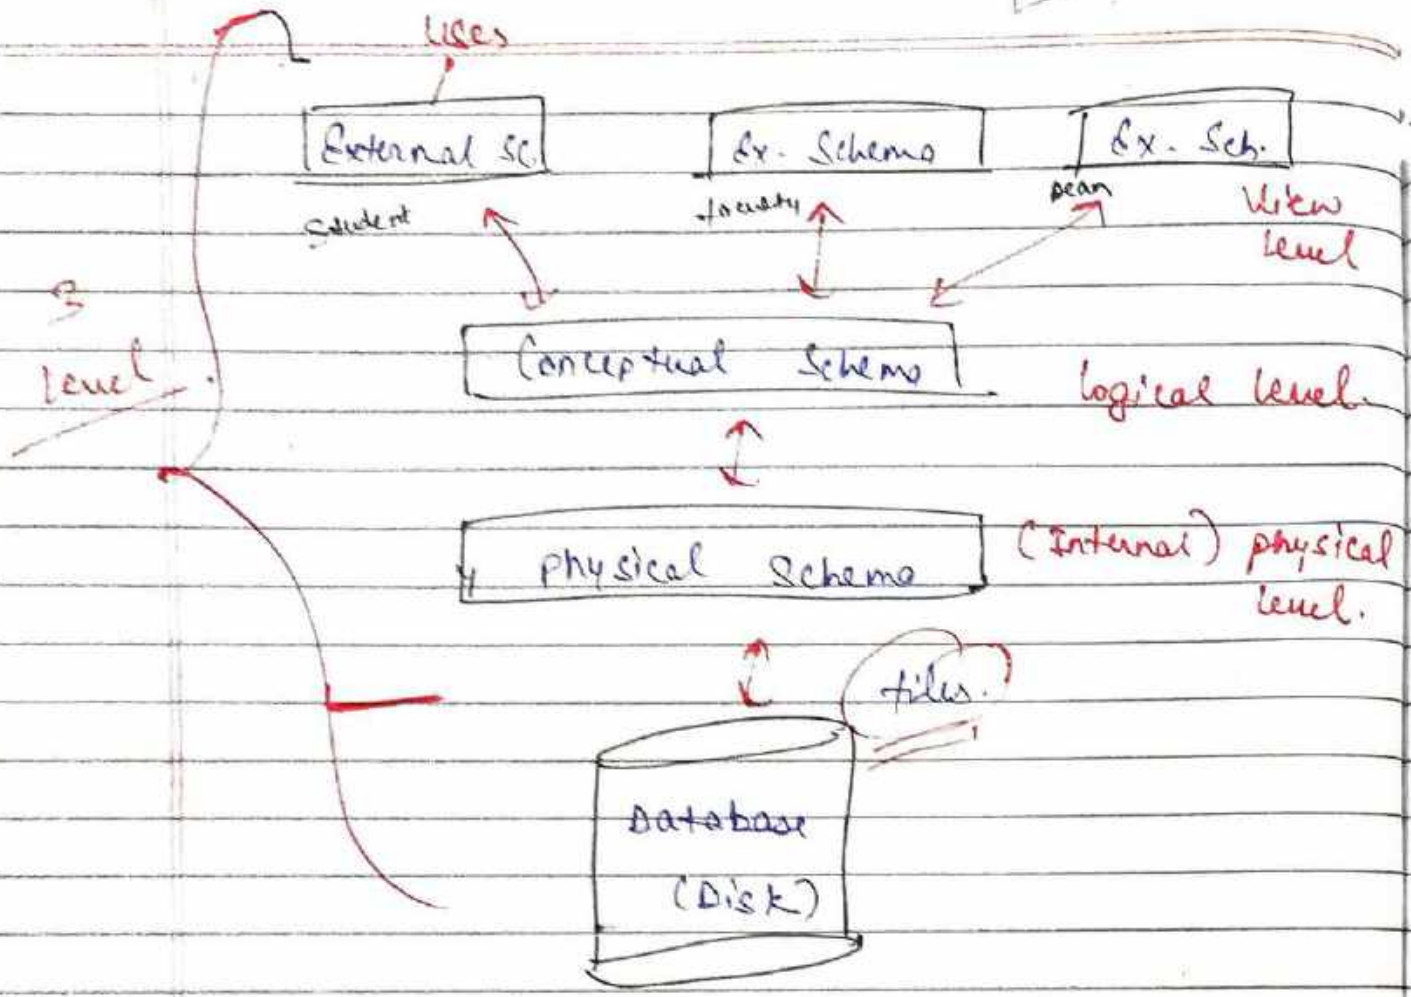 Uses
External Sc.
Ex. Schema
Ex. Sch.
Student
faculty
Dean
View
level
3
level
Conceptual Schema
logical level.
physical Schema
(Internal) physical
level.
files.
Database
(Disk)